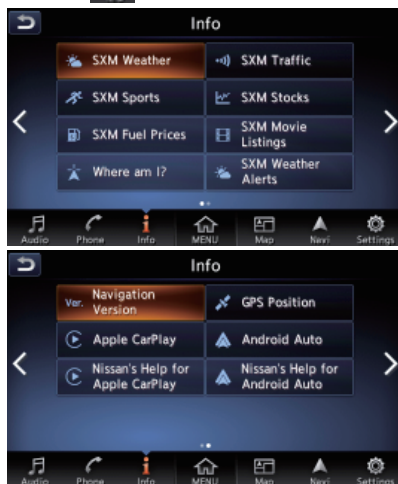 Info
SXM Weather
SXM Traffic
SXM Sports
SXM Stocks
SXM Fuel Prices
SXM Movie
Listings
Where am I?
SXM Weather
Alerts
Audio
Phone
Info
MENU
Map
Navi
Settings
Info
Ver.
Navigation
Version
GPS Position
Apple CarPlay
Android Auto
Nissan's Help for
Apple CarPlay
Nissan's Help for
Android Auto
Audio
Phone
Info
MENU
Map
Navi
Settings